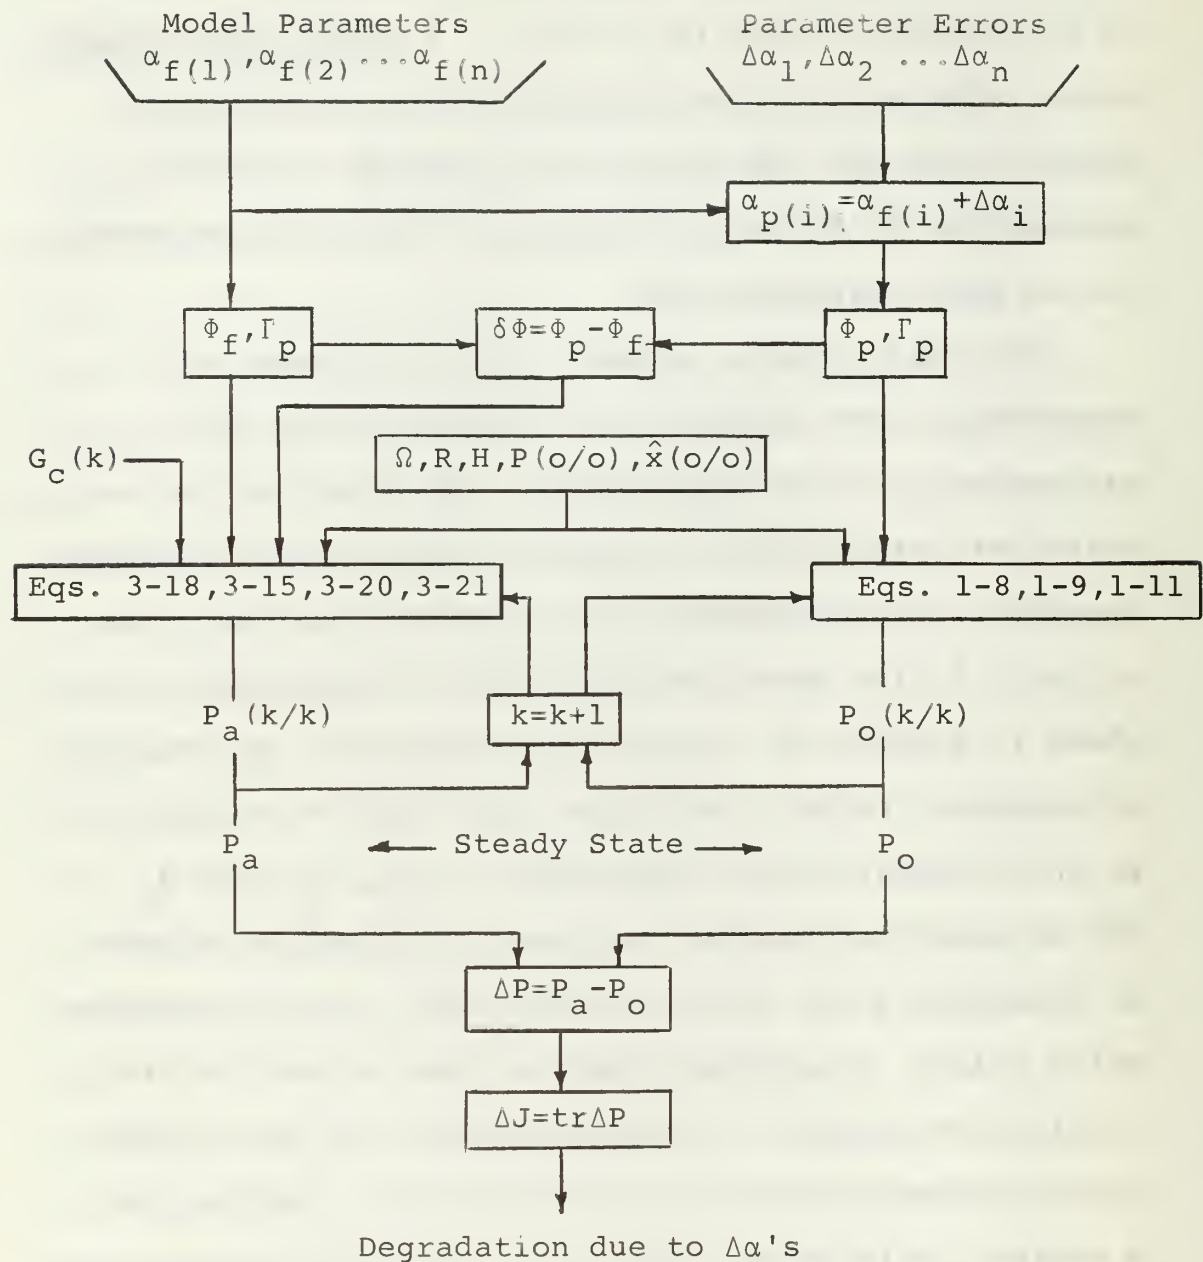 Model Parameters
α_f(1),α_f(2)...α_f(n)
Parameter Errors
Δα_1,Δα_2 ...Δα_n
α_p(i)=α_f(i)+Δα_i
Φ_f,Γ_p
δΦ=Φ_p-Φ_f
Φ_p,Γ_p
G_c(k)
Ω,R,H,P(o/o),x̂(o/o)
Eqs. 3-18,3-15,3-20,3-21
Eqs. 1-8,1-9,1-11
P_a(k/k)
k=k+1
P_o(k/k)
P_a
Steady State
P_o
ΔP=P_a-P_o
ΔJ=trΔP
Degradation due to Δα's